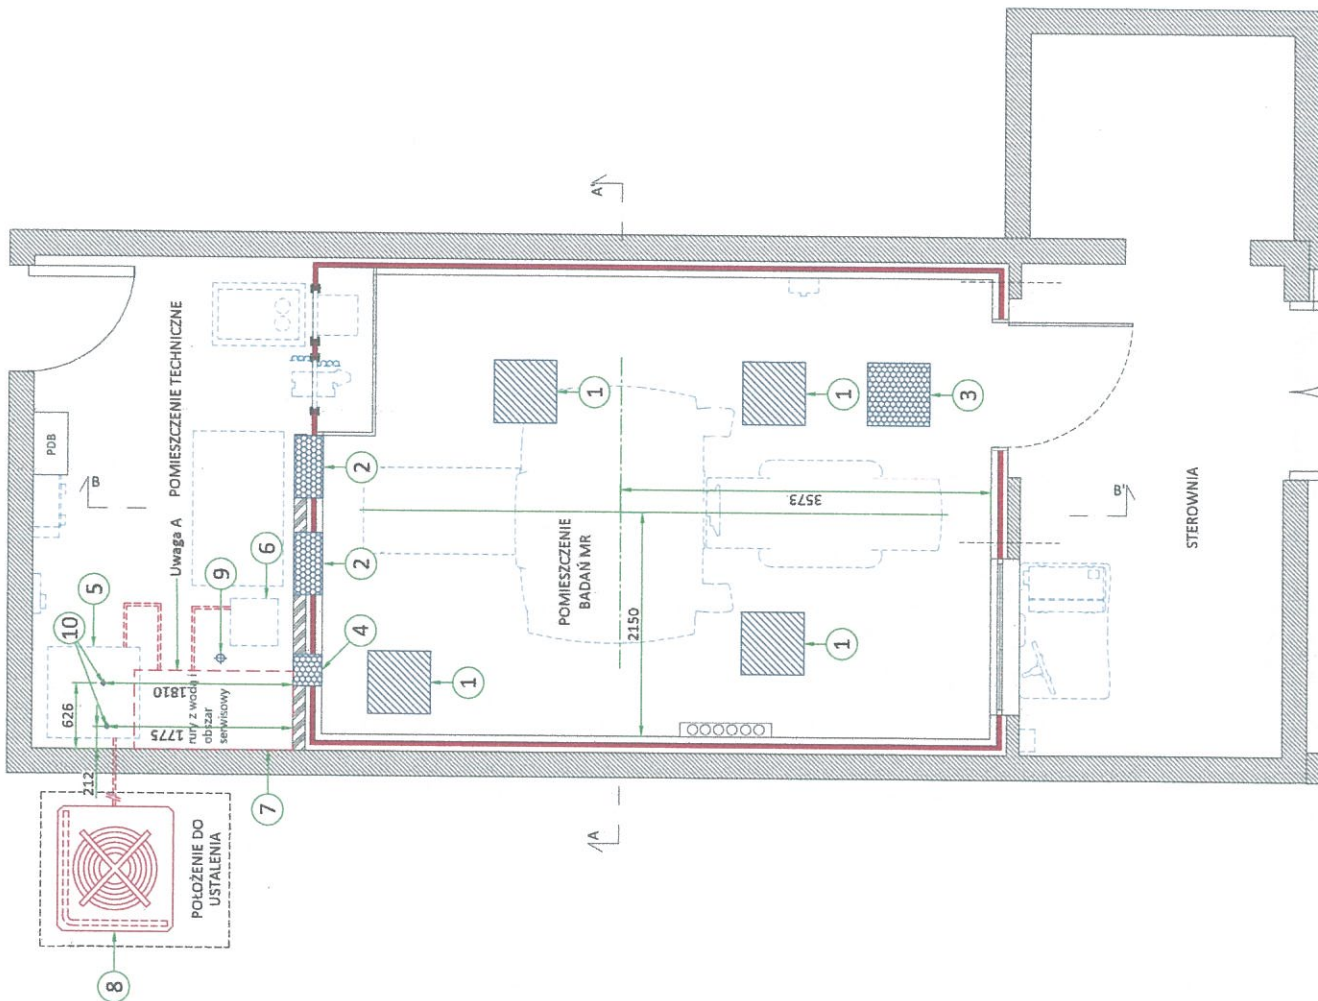 A'
POMIESZCZENIE TECHNICZNE
PDB
B
Uwaga A
1
1
3
2
2
6
9
5
10
4
1
1
3573
2150
POMIESZCZENIE
BADAŃ MR
B'
STEROWNIA
626
1810
1775
212
rury z wodą i
obszar
serwisowy
7
A
POŁOŻENIE DO
USTALENIA
8